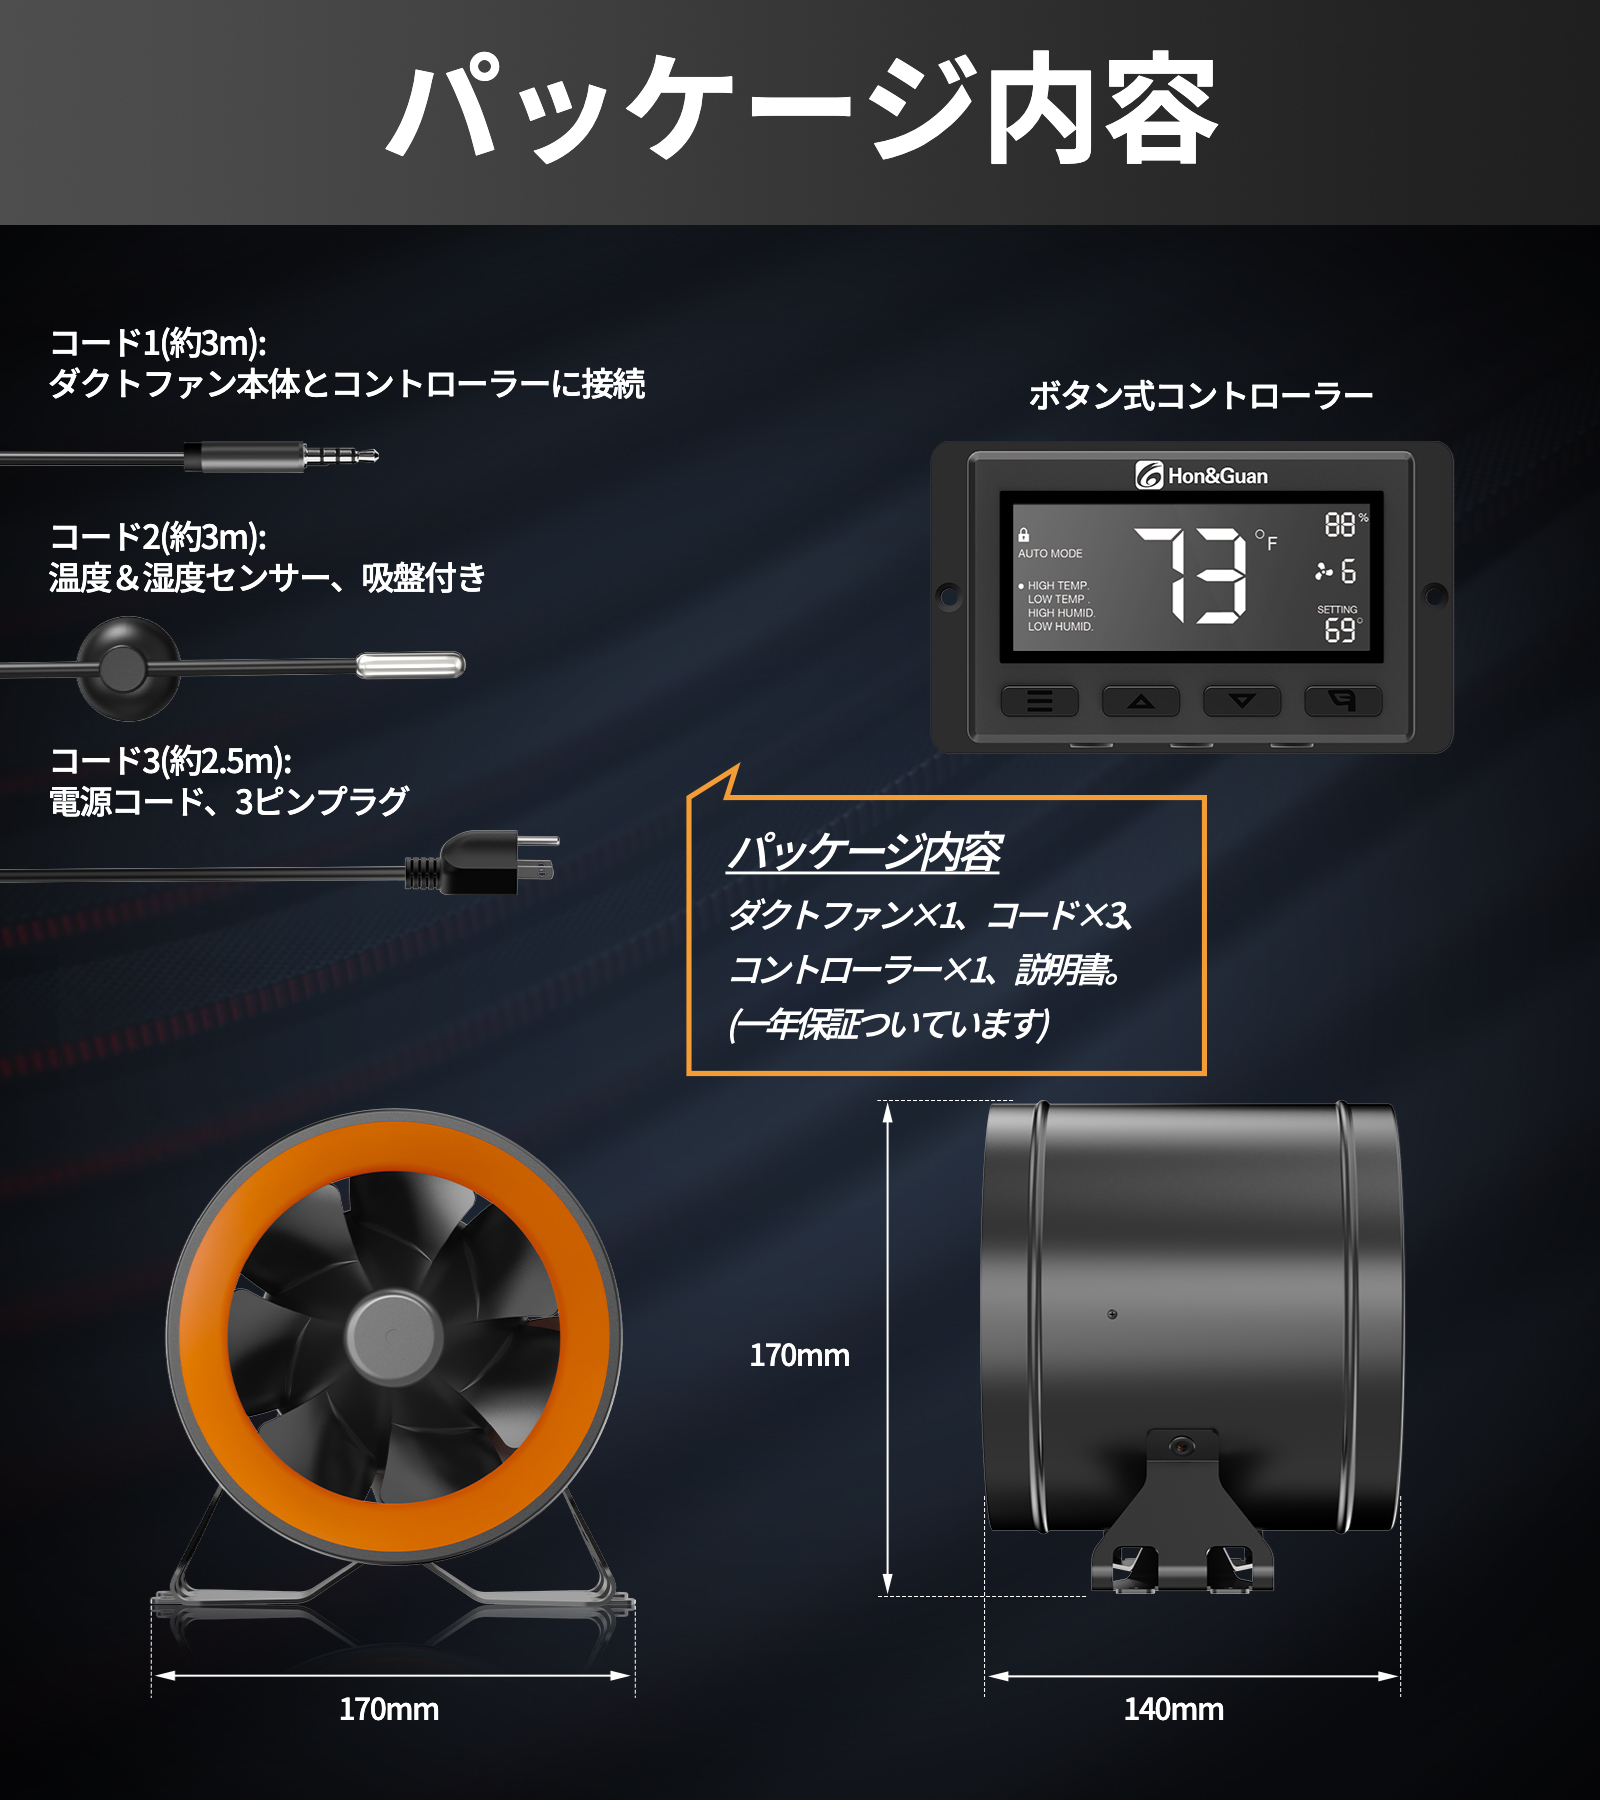 パッケージ内容
コード1(約3m):
ダクトファン本体とコントローラーに接続
ボタン式コントローラー
Hon&Guan
AUTO MODE
HIGH TEMP.
LOW TEMP .
HIGH HUMID.
LOW HUMID.
73°F
88%
6
SETTING
69°
コード2(約3m):
温度＆湿度センサー、吸盤付き
コード3(約2.5m):
電源コード、3ピンプラグ
パッケージ内容
ダクトファン×1、コード×3、
コントローラー×1、説明書。
(一年保証ついています)
170mm
170mm
140mm